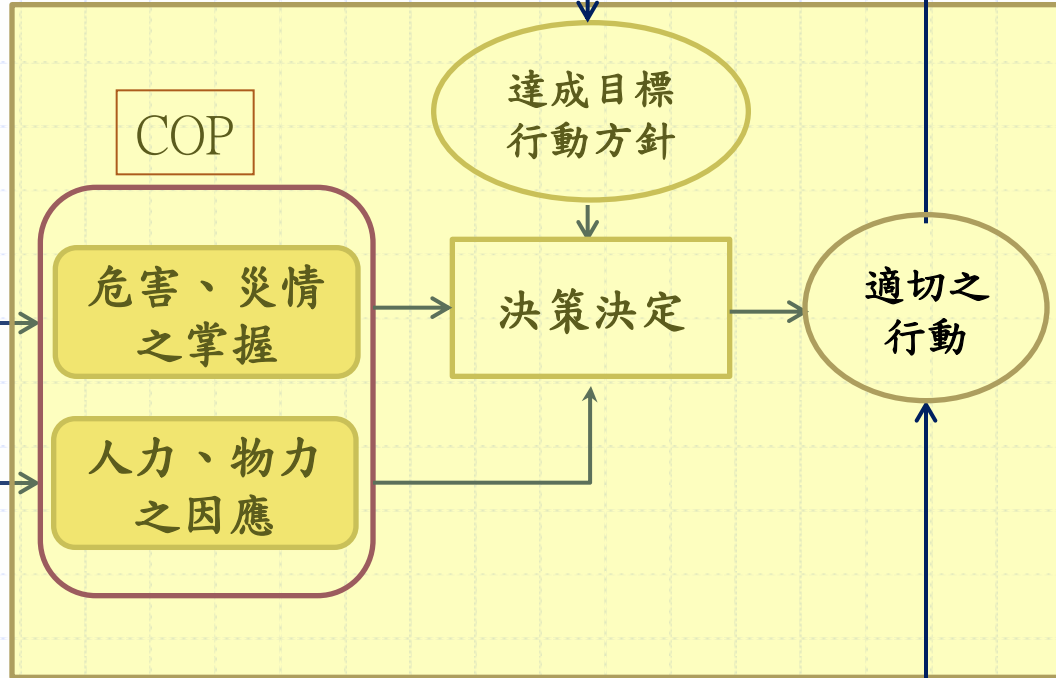 COP
達成目標
行動方針
危害、災情
之掌握
決策決定
適切之
行動
人力、物力
之因應